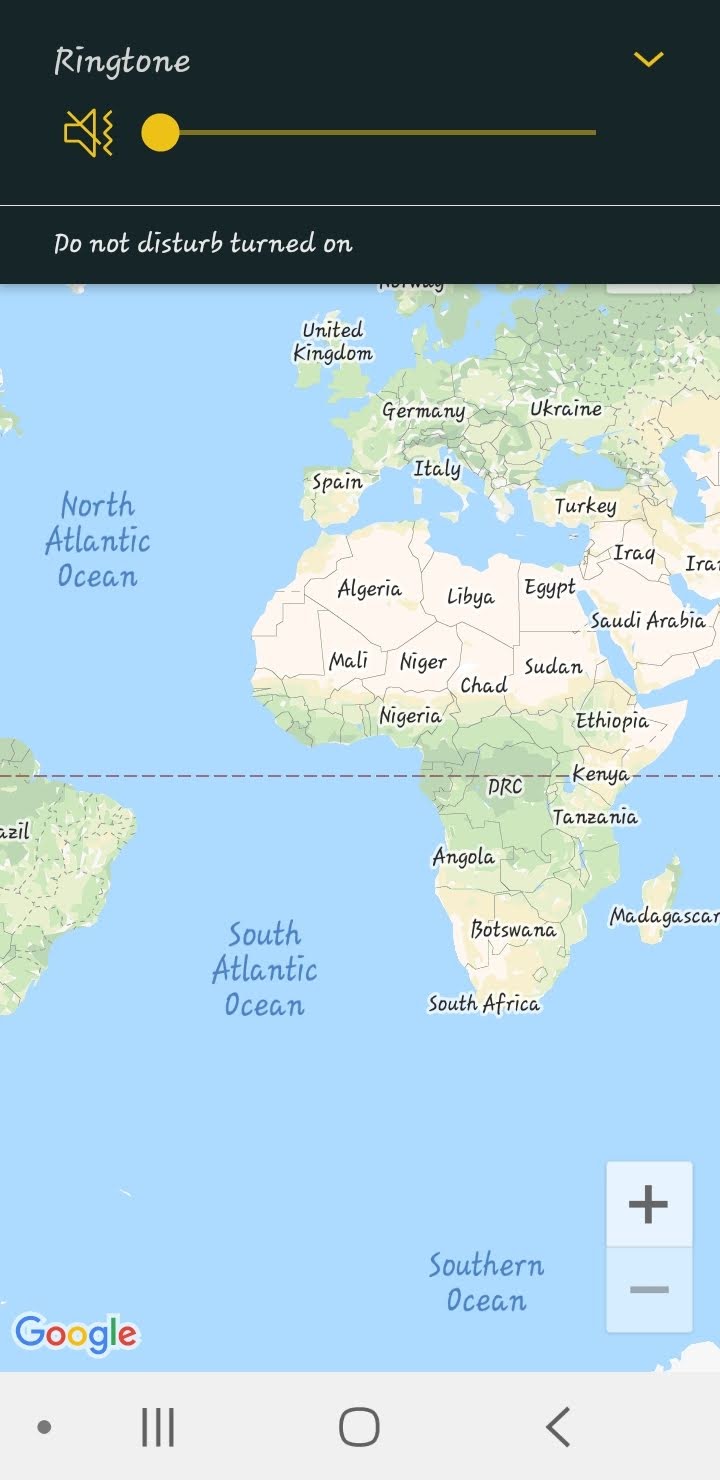 Ringtone
Do not disturb turned on
Norway
United
Kingdom
Germany
Ukraine
Italy
Spain
Turkey
North
Atlantic
Ocean
Iraq
Iran
Algeria
Libya
Egypt
Saudi Arabia
Mali
Niger
Sudan
Chad
Nigeria
Ethiopia
Kenya
DRC
Tanzania
azil
Angola
Madagascar
Botswana
South
Atlantic
Ocean
South Africa
Southern
Ocean
Google